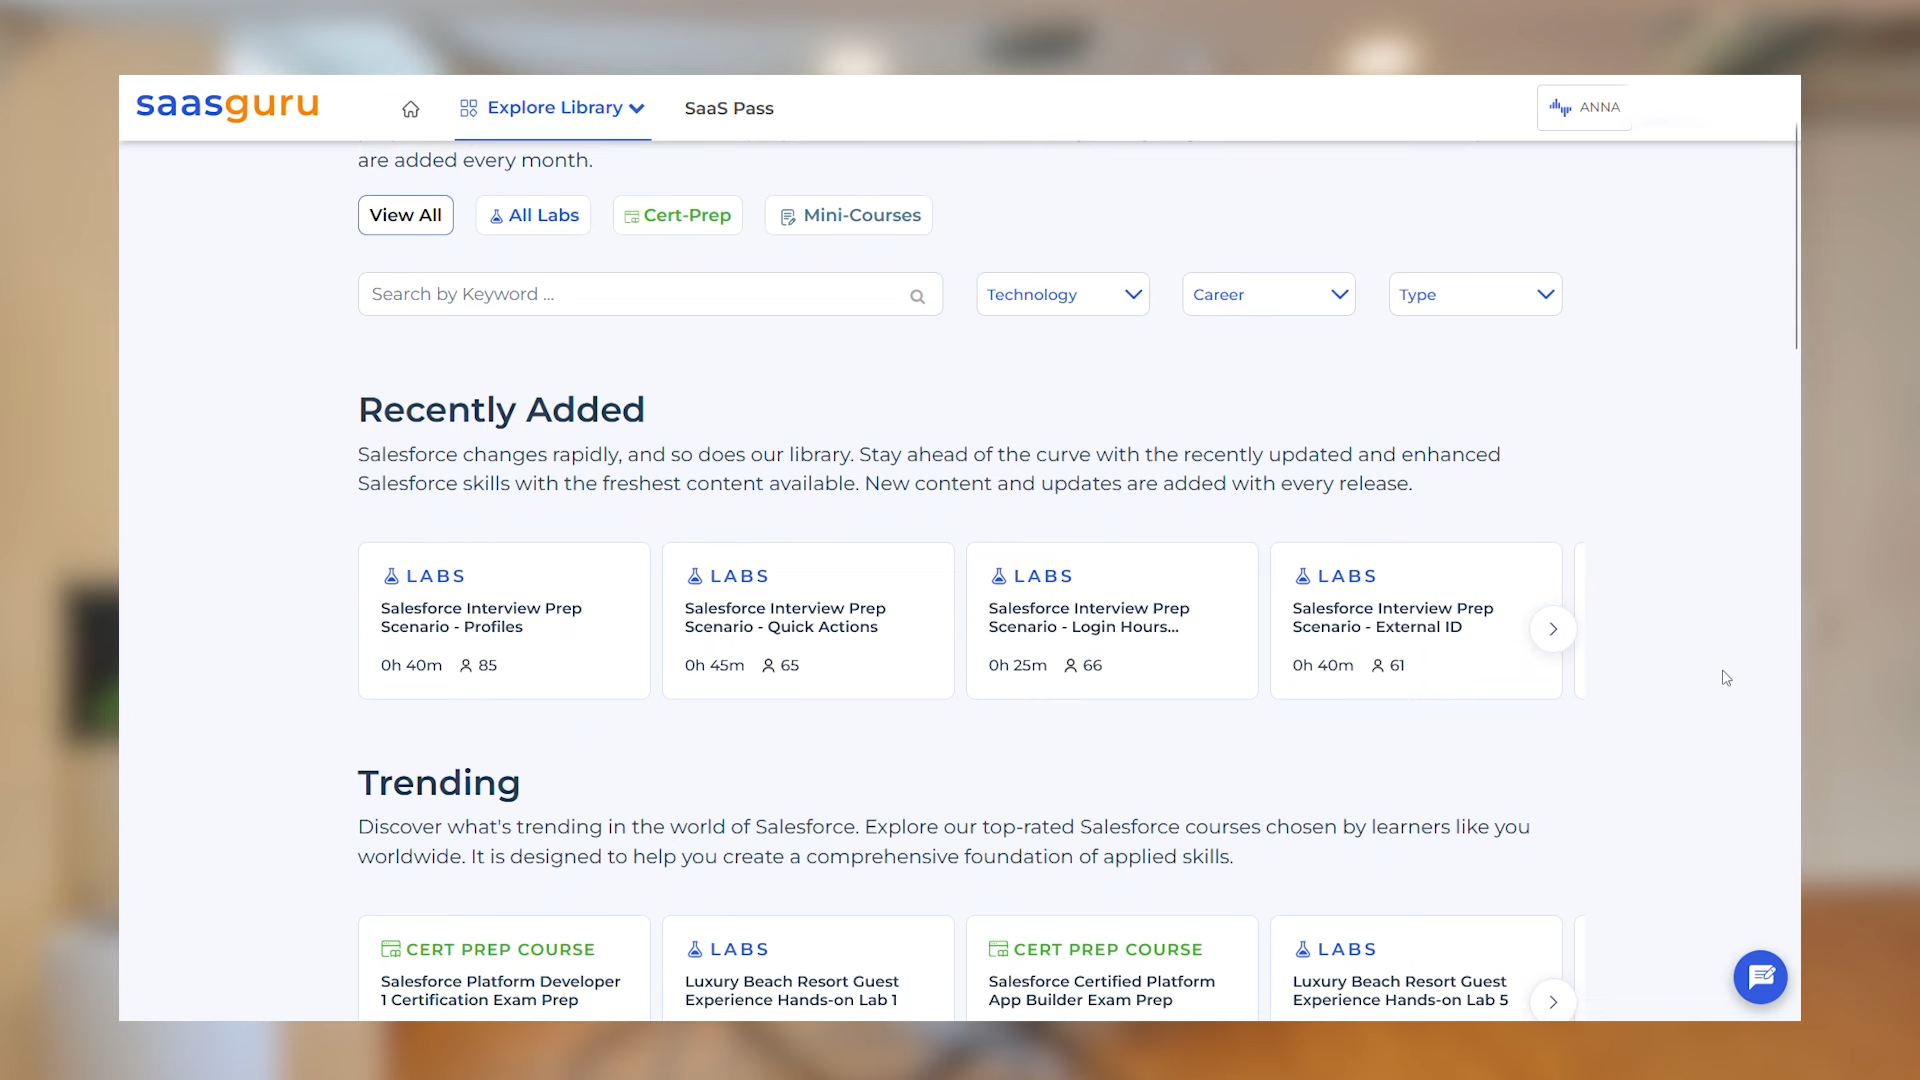 saasguru
Explore Library
SaaS Pass
ANNA
are added every month.
View All
All Labs
Cert-Prep
Mini-Courses
Search by Keyword ...
Technology
Career
Type
Recently Added
Salesforce changes rapidly, and so does our library. Stay ahead of the curve with the recently updated and enhanced
Salesforce skills with the freshest content available. New content and updates are added with every release.
LABS
Salesforce Interview Prep
Scenario - Profiles
0h 40m 85
LABS
Salesforce Interview Prep
Scenario - Quick Actions
0h 45m 65
LABS
Salesforce Interview Prep
Scenario - Login Hours...
0h 25m 66
LABS
Salesforce Interview Prep
Scenario - External ID
0h 40m 61
Trending
Discover what's trending in the world of Salesforce. Explore our top-rated Salesforce courses chosen by learners like you
worldwide. It is designed to help you create a comprehensive foundation of applied skills.
CERT PREP COURSE
Salesforce Platform Developer
1 Certification Exam Prep
LABS
Luxury Beach Resort Guest
Experience Hands-on Lab 1
CERT PREP COURSE
Salesforce Certified Platform
App Builder Exam Prep
LABS
Luxury Beach Resort Guest
Experience Hands-on Lab 5